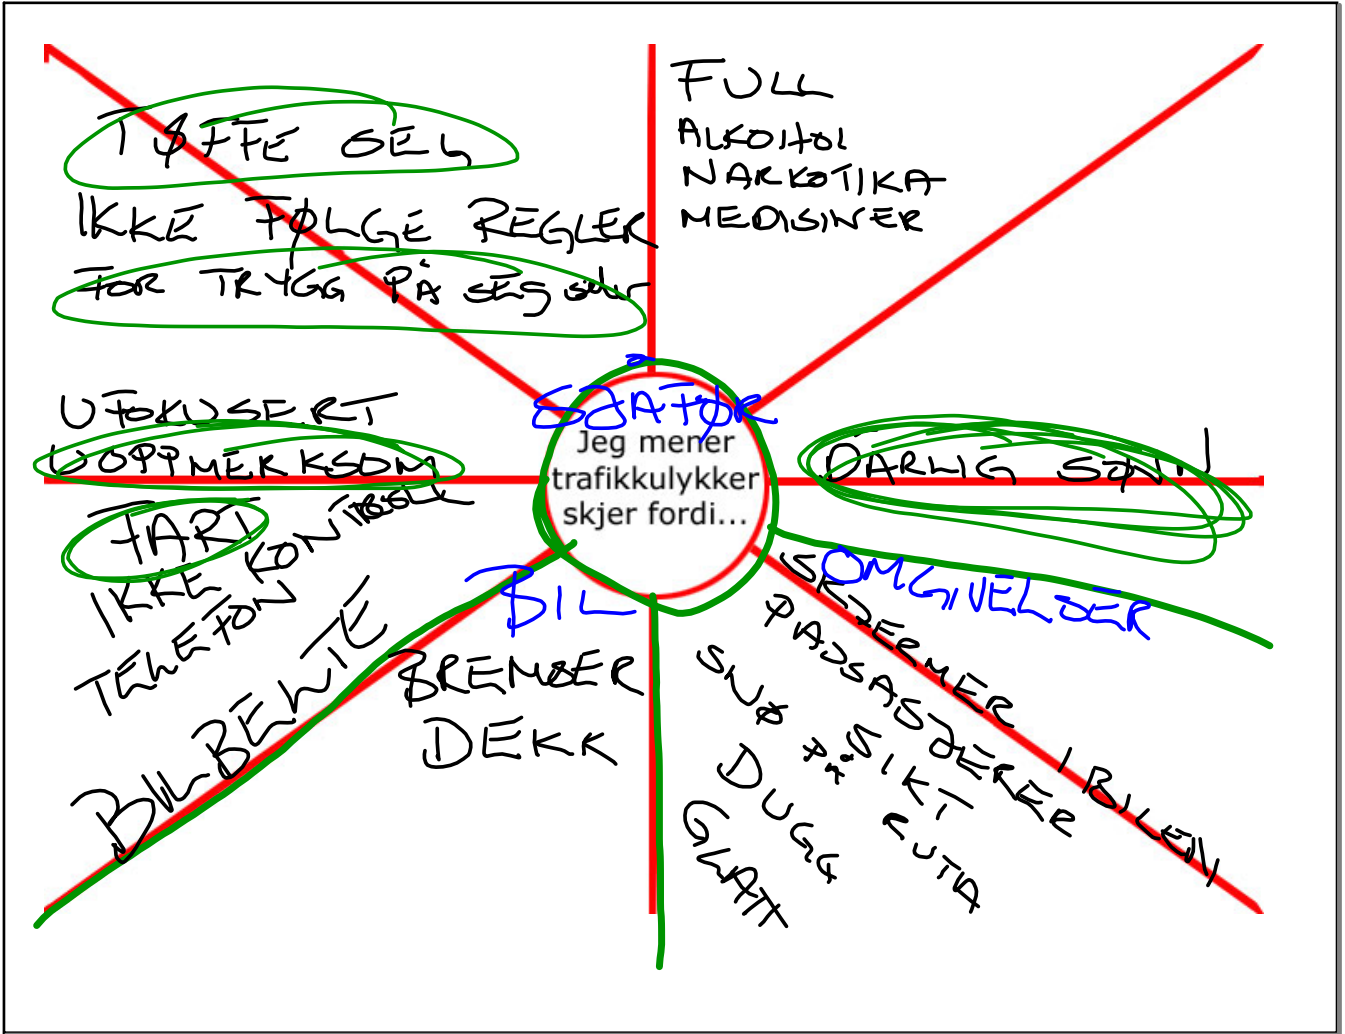 FULL
ALKOHOL
NARKOTIKA
MEDISINER
TØFFE SEG
IKKE FØLGE REGLER
FOR TRYGG PÅ SEG selv
SJÅFØR
Jeg mener
trafikkulykker
skjer fordi...
UFOKUSERT
UOPPMERKSOM
FART
IKKE KONTROLL
TELEFON
BILBELTE
DÅRLIG SØVN
BIL
BREMSER
DEKK
OMGIVELSER
SKJERMER I BILEN
PASSASJERER
SIKT
SNØ PÅ RUTA
DUGG
GLATT